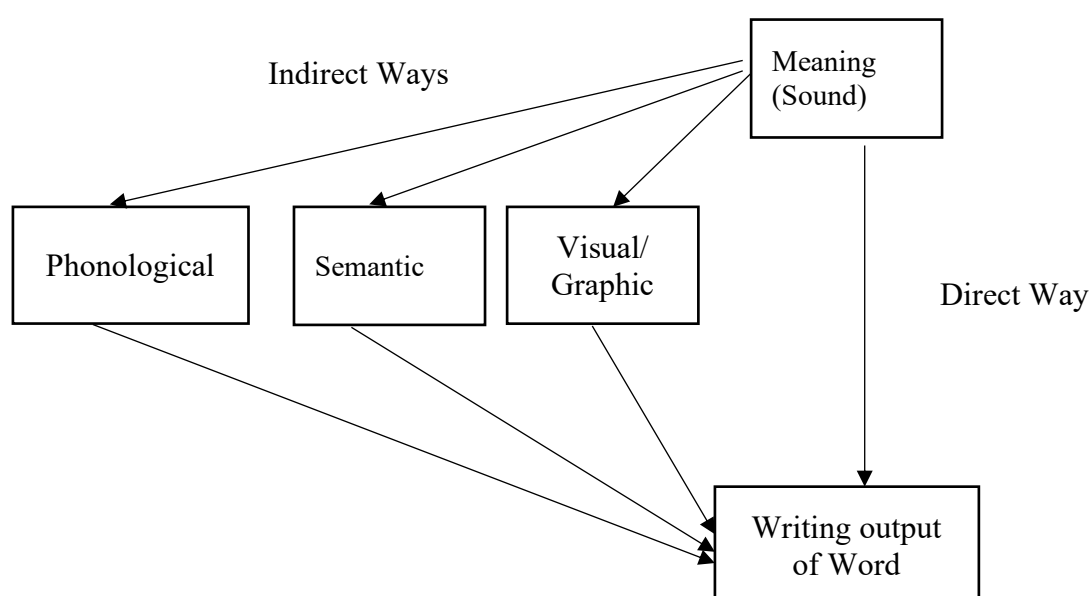 Indirect Ways
Meaning
(Sound)
Phonological
Semantic
Visual/
Graphic
Direct Way
Writing output
of Word